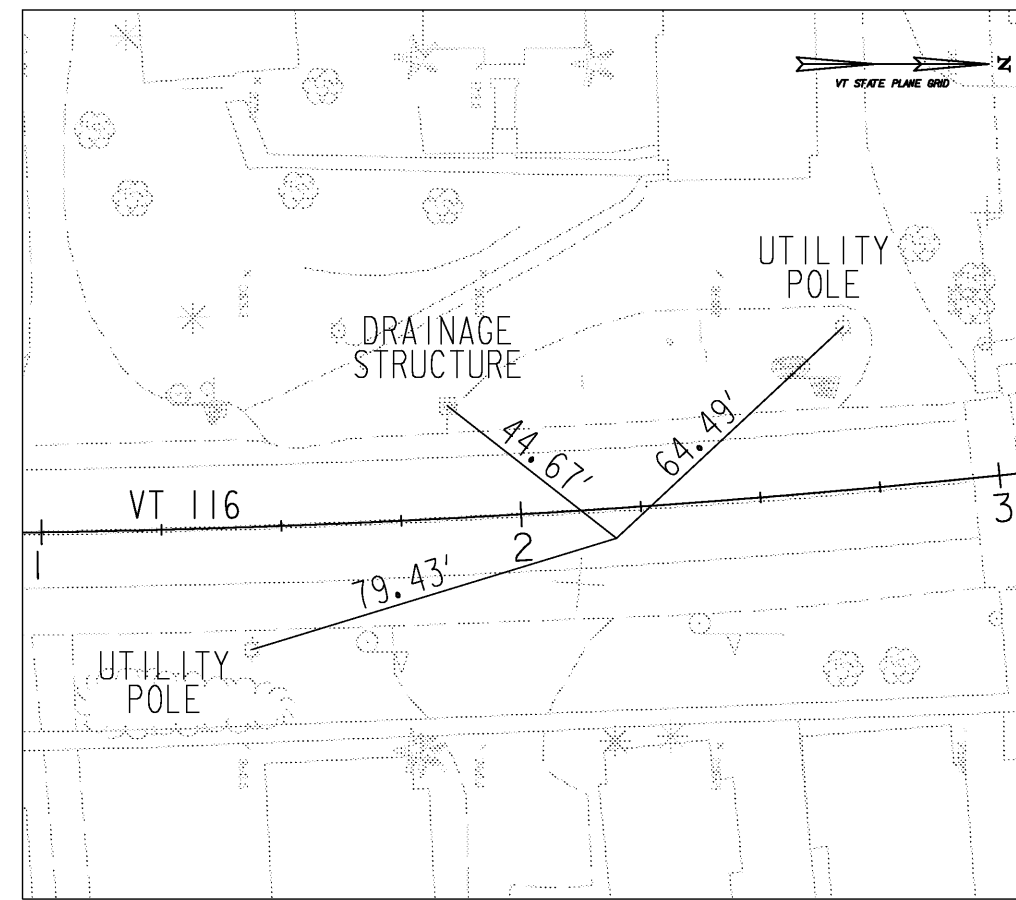 N
VT STATE PLANE GRID
UTILITY
POLE
DRAINAGE
STRUCTURE
44.67'
64.49'
VT 116
1
2
3
79.43'
UTILITY
POLE